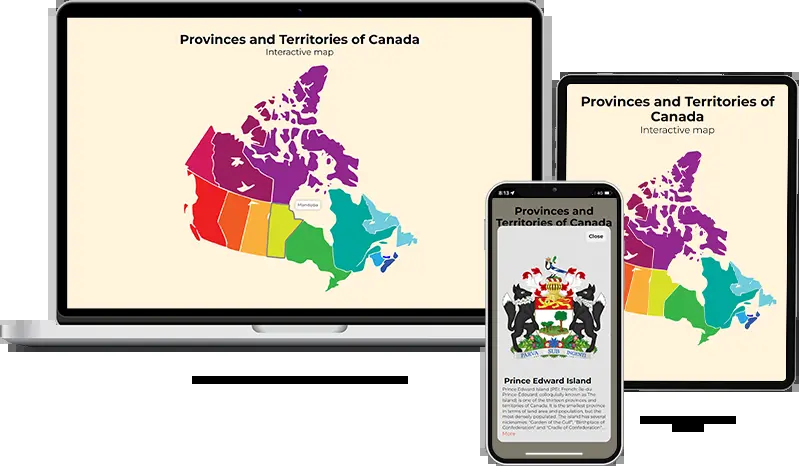 Provinces and Territories of Canada
Interactive map
Manitoba
Provinces and Territories of
Canada
Interactive map
8:13
4G
Provinces and
Territories of Canada
Close
PARVA SUB INGENTI
Prince Edward Island
Prince Edward Island (PEI; French: Île-du-
Prince-Édouard; colloquially known as The
Island) is one of the thirteen provinces and
territories of Canada. It is the smallest province
in terms of land area and population, but the
most densely populated. The island has several
nicknames: "Garden of the Gulf", "Birthplace of
Confederation" and "Cradle of Confederation"...
More